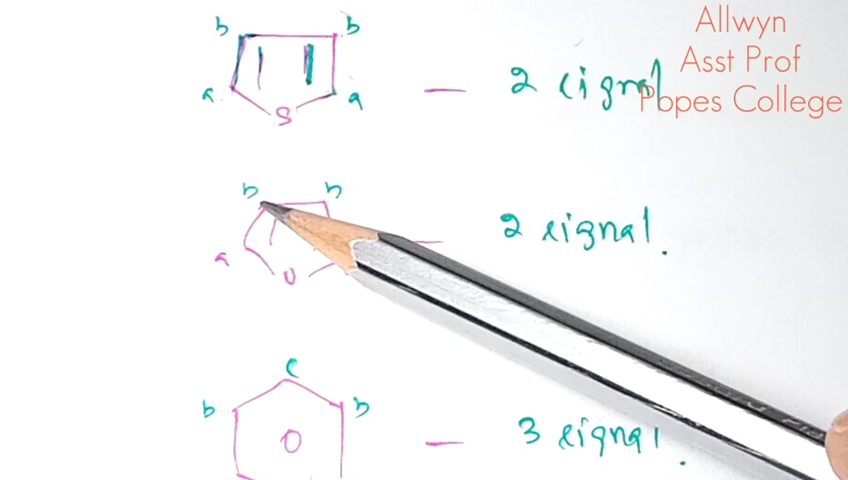 Allwyn
Asst Prof
Popes College
b b
a a
S
2 signal
b b
a
O
2 signal.
c
b b
O
3 signal.